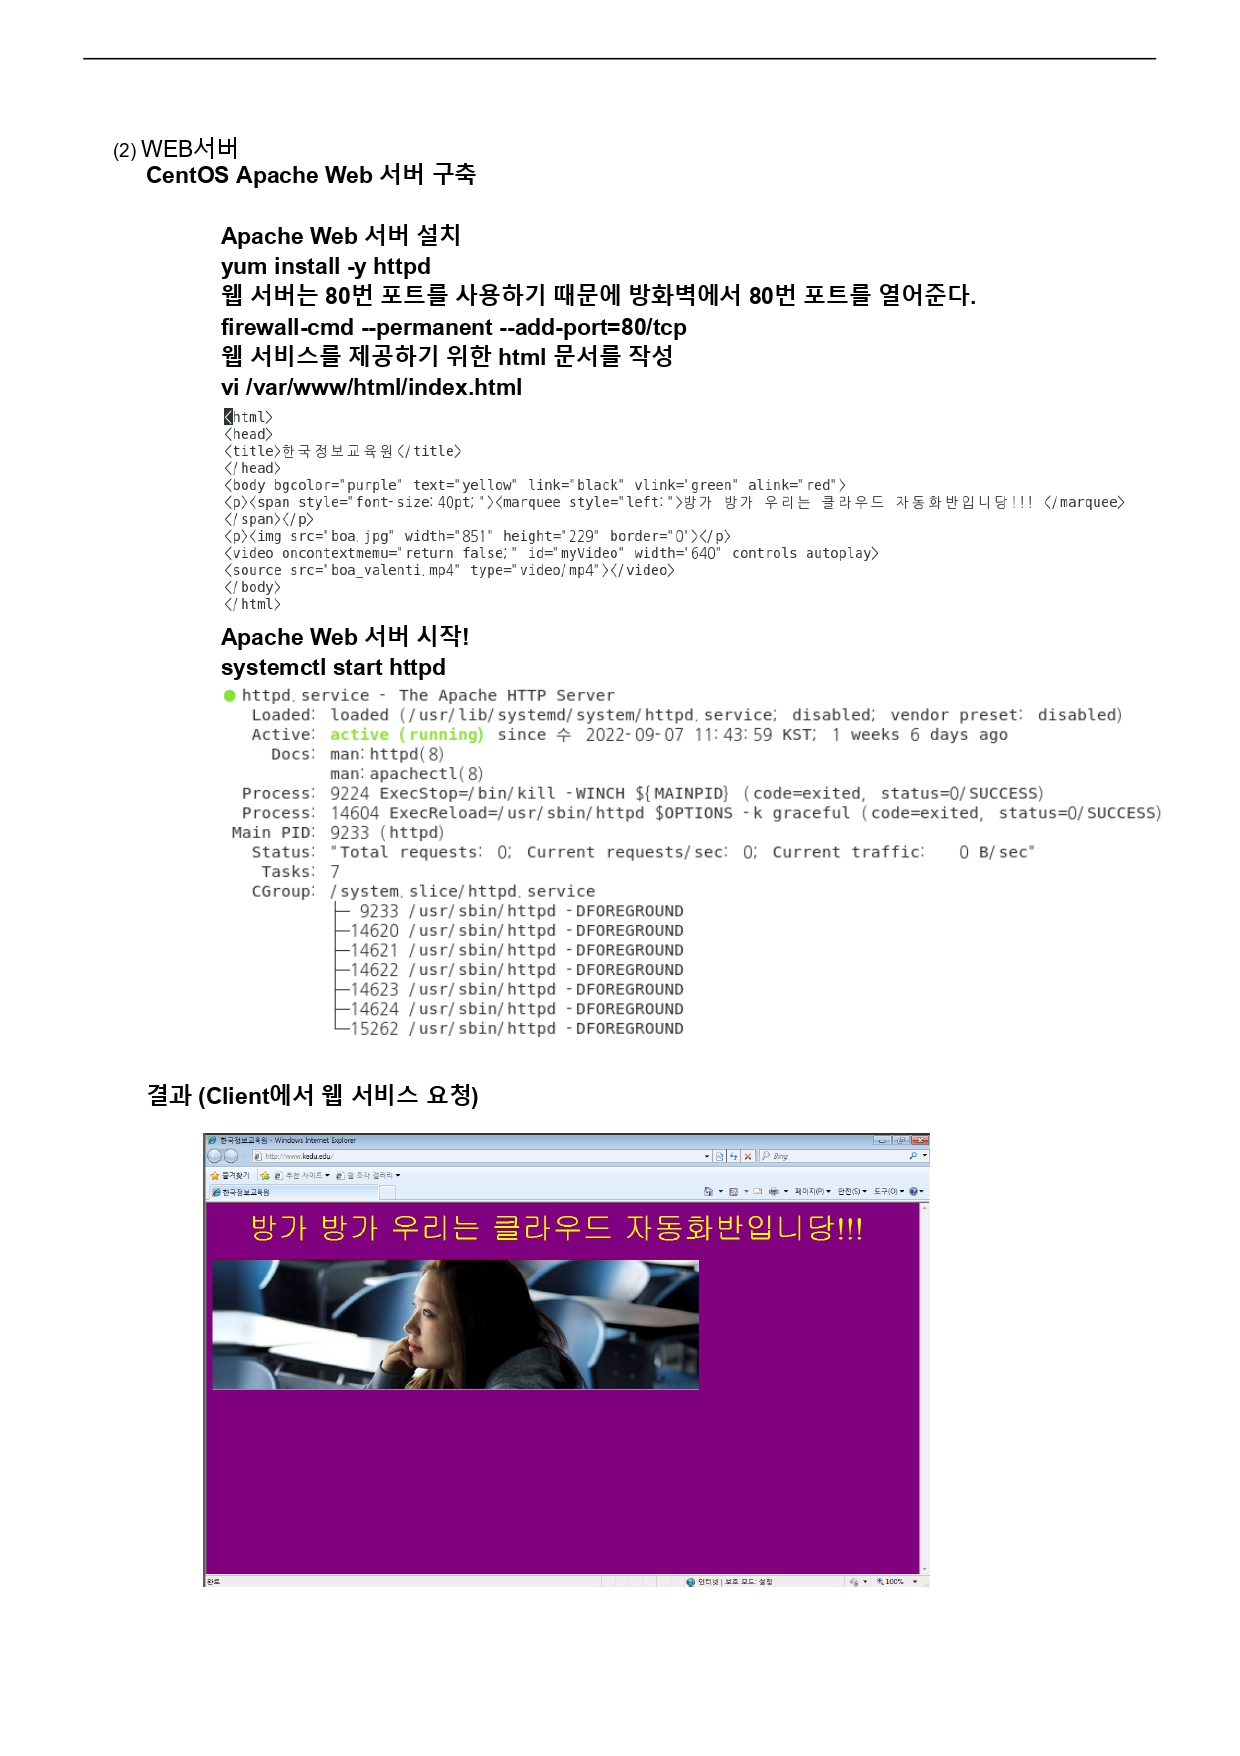 (2) WEB서버
CentOS Apache Web 서버 구축
Apache Web 서버 설치
yum install -y httpd
웹 서버는 80번 포트를 사용하기 때문에 방화벽에서 80번 포트를 열어준다.
firewall-cmd --permanent --add-port=80/tcp
웹 서비스를 제공하기 위한 html 문서를 작성
vi /var/www/html/index.html
<html>
<head>
<title>한국정보교육원</title>
</head>
<body bgcolor="purple" text="yellow" link="black" vlink="green" alink="red">
<p><span style="font-size:40pt;"><marquee style="left:">방가 방가 우리는 클라우드 자동화반입니당!!! </marquee>
</span></p>
<p><img src="boa.jpg" width="851" height="229" border="0"></p>
<video oncontextmemu="return false;" id="myVideo" width="640" controls autoplay>
<source src="boa_valenti.mp4" type="video/mp4"></video>
</body>
</html>
Apache Web 서버 시작!
systemctl start httpd
● httpd.service - The Apache HTTP Server
Loaded: loaded (/usr/lib/systemd/system/httpd.service; disabled; vendor preset: disabled)
Active: active (running) since 수 2022-09-07 11:43:59 KST; 1 weeks 6 days ago
Docs: man:httpd(8)
man:apachectl(8)
Process: 9224 ExecStop=/bin/kill -WINCH ${MAINPID} (code=exited, status=0/SUCCESS)
Process: 14604 ExecReload=/usr/sbin/httpd $OPTIONS -k graceful (code=exited, status=0/SUCCESS)
Main PID: 9233 (httpd)
Status: "Total requests: 0; Current requests/sec: 0; Current traffic: 0 B/sec"
Tasks: 7
CGroup: /system.slice/httpd.service
├─ 9233 /usr/sbin/httpd -DFOREGROUND
├─14620 /usr/sbin/httpd -DFOREGROUND
├─14621 /usr/sbin/httpd -DFOREGROUND
├─14622 /usr/sbin/httpd -DFOREGROUND
├─14623 /usr/sbin/httpd -DFOREGROUND
├─14624 /usr/sbin/httpd -DFOREGROUND
└─15262 /usr/sbin/httpd -DFOREGROUND
결과 (Client에서 웹 서비스 요청)
한국정보교육원 - Windows Internet Explorer
http://www.kedu.edu/ Bing
즐겨찾기 추천 사이트 웹 조각 갤러리
한국정보교육원 페이지(P) 안전(S) 도구(O)
방가 방가 우리는 클라우드 자동화반입니당!!!
완료 인터넷 | 보호 모드: 설정 100%